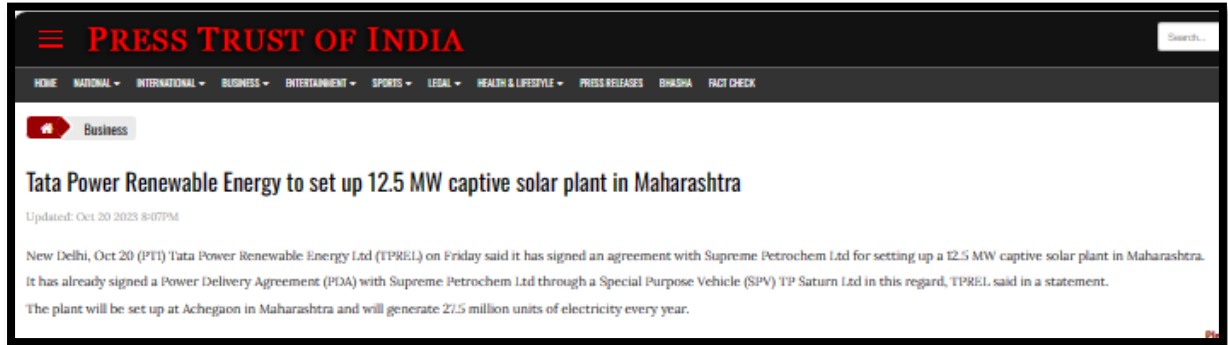 PRESS TRUST OF INDIA
Search...
HOME NATIONAL INTERNATIONAL BUSINESS ENTERTAINMENT SPORTS LEGAL HEALTH & LIFESTYLE PRESS RELEASES BHASHA FACT CHECK
Business
Tata Power Renewable Energy to set up 12.5 MW captive solar plant in Maharashtra
Updated: Oct 20 2023 8:07PM
New Delhi, Oct 20 (PTI) Tata Power Renewable Energy Ltd (TPREL) on Friday said it has signed an agreement with Supreme Petrochem Ltd for setting up a 12.5 MW captive solar plant in Maharashtra.
It has already signed a Power Delivery Agreement (PDA) with Supreme Petrochem Ltd through a Special Purpose Vehicle (SPV) TP Saturn Ltd in this regard, TPREL said in a statement.
The plant will be set up at Achegaon in Maharashtra and will generate 27.5 million units of electricity every year.